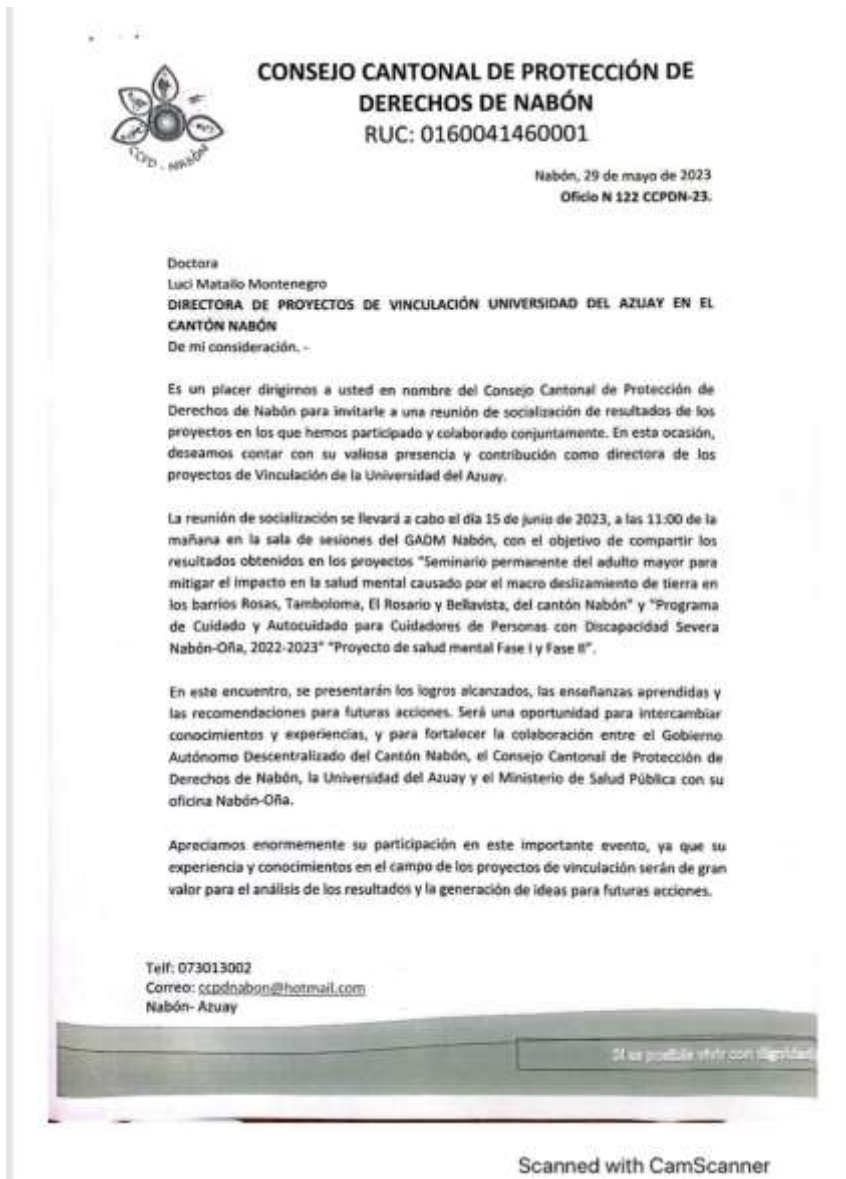 CONSEJO CANTONAL DE PROTECCIÓN DE
DERECHOS DE NABÓN
RUC: 0160041460001
CCPD - NABÓN
Nabón, 29 de mayo de 2023
Oficio N 122 CCPDN-23.
Doctora
Luci Matailo Montenegro
DIRECTORA DE PROYECTOS DE VINCULACIÓN UNIVERSIDAD DEL AZUAY EN EL
CANTÓN NABÓN
De mi consideración. -
Es un placer dirigirnos a usted en nombre del Consejo Cantonal de Protección de
Derechos de Nabón para invitarle a una reunión de socialización de resultados de los
proyectos en los que hemos participado y colaborado conjuntamente. En esta ocasión,
deseamos contar con su valiosa presencia y contribución como directora de los
proyectos de Vinculación de la Universidad del Azuay.
La reunión de socialización se llevará a cabo el día 15 de junio de 2023, a las 11:00 de la
mañana en la sala de sesiones del GADM Nabón, con el objetivo de compartir los
resultados obtenidos en los proyectos "Seminario permanente del adulto mayor para
mitigar el impacto en la salud mental causado por el macro deslizamiento de tierra en
los barrios Rosas, Tamboloma, El Rosario y Bellavista, del cantón Nabón" y "Programa
de Cuidado y Autocuidado para Cuidadores de Personas con Discapacidad Severa
Nabón-Oña, 2022-2023" "Proyecto de salud mental Fase I y Fase II".
En este encuentro, se presentarán los logros alcanzados, las enseñanzas aprendidas y
las recomendaciones para futuras acciones. Será una oportunidad para intercambiar
conocimientos y experiencias, y para fortalecer la colaboración entre el Gobierno
Autónomo Descentralizado del Cantón Nabón, el Consejo Cantonal de Protección de
Derechos de Nabón, la Universidad del Azuay y el Ministerio de Salud Pública con su
oficina Nabón-Oña.
Apreciamos enormemente su participación en este importante evento, ya que su
experiencia y conocimientos en el campo de los proyectos de vinculación serán de gran
valor para el análisis de los resultados y la generación de ideas para futuras acciones.
Telf: 073013002
Correo: ccpdnabon@hotmail.com
Nabón- Azuay
Si es posible vivir con dignidad
Scanned with CamScanner